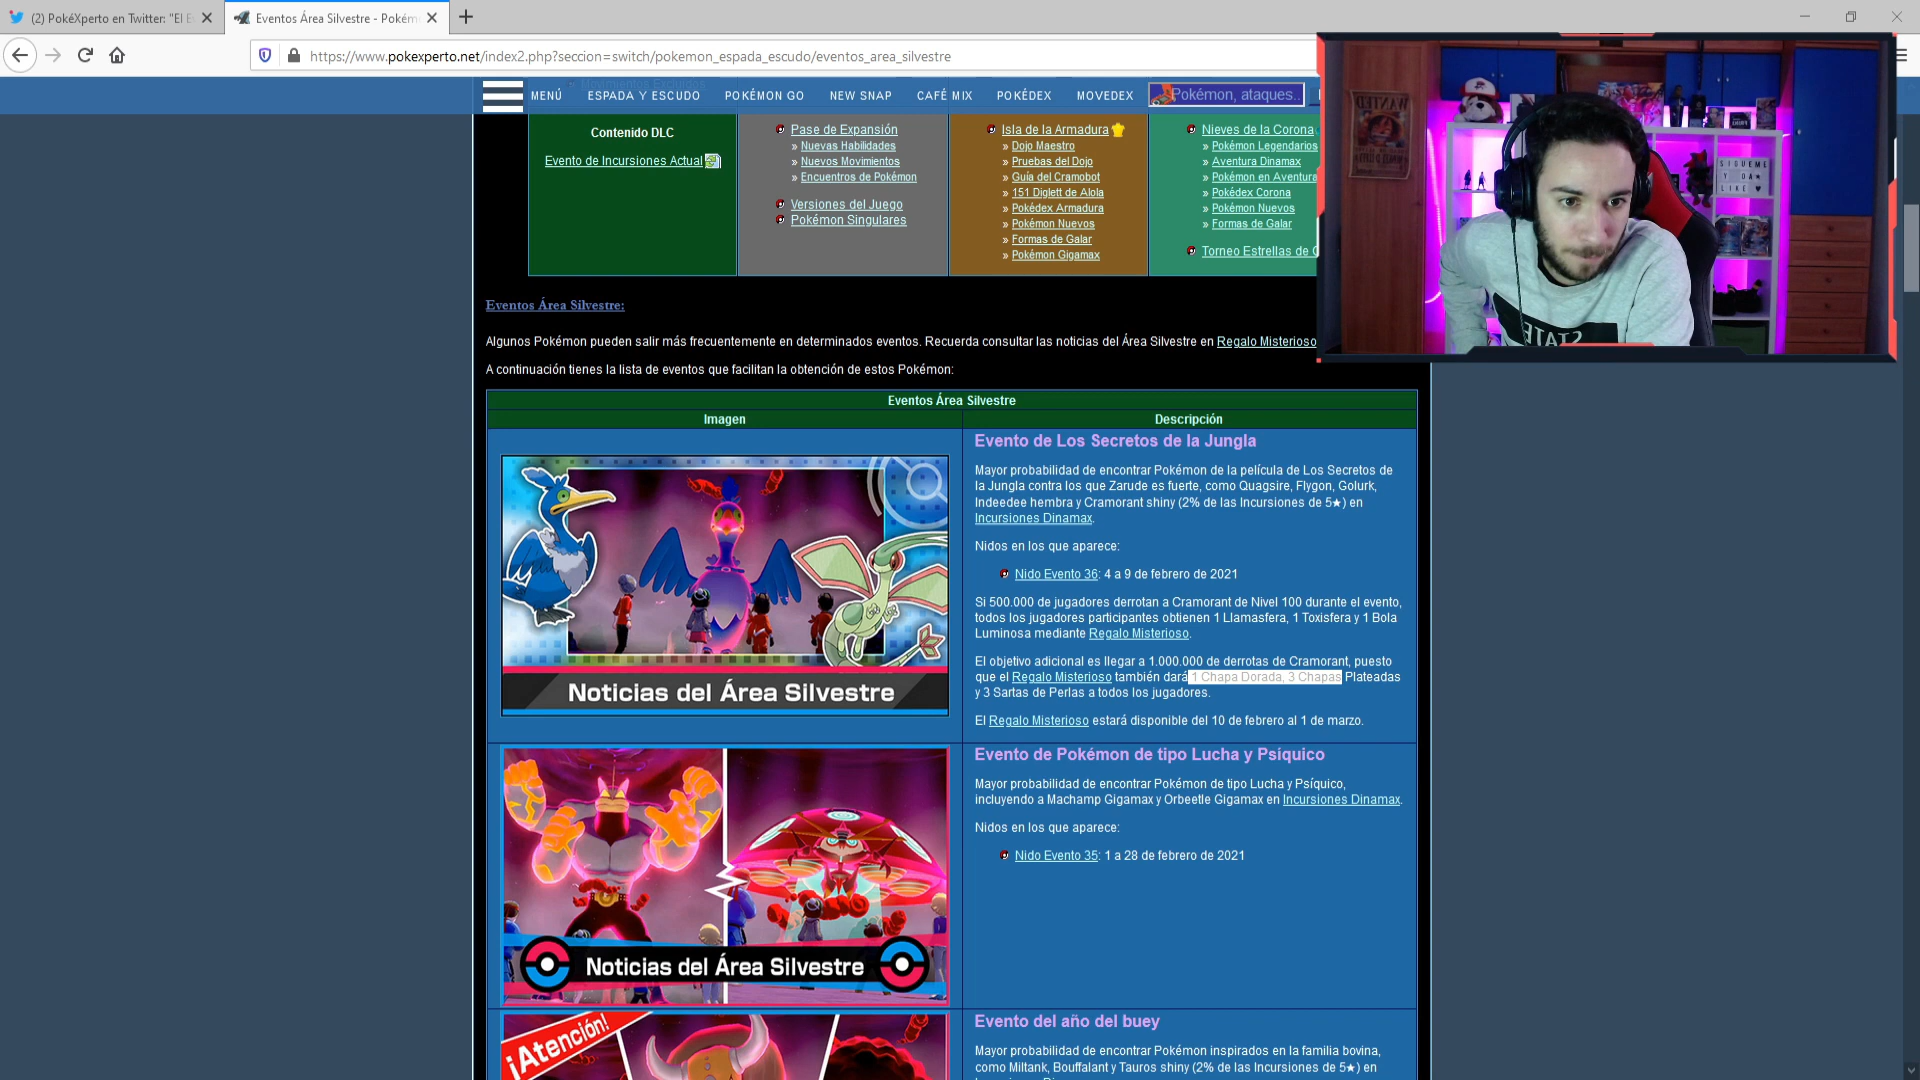 (2) PokéXperto en Twitter: "El E
Eventos Área Silvestre - Pokém
https://www.pokexperto.net/index2.php?seccion=switch/pokemon_espada_escudo/eventos_area_silvestre
MENÚ ESPADA Y ESCUDO POKÉMON GO NEW SNAP CAFÉ MIX POKÉDEX MOVEDEX Pokémon, ataques..
Contenido DLC
Evento de Incursiones Actual
Pase de Expansión
» Nuevas Habilidades
» Nuevos Movimientos
» Encuentros de Pokémon
Versiones del Juego
Pokémon Singulares
Isla de la Armadura
» Dojo Maestro
» Pruebas del Dojo
» Guía del Cramobot
» 151 Diglett de Alola
» Pokédex Armadura
» Pokémon Nuevos
» Formas de Galar
» Pokémon Gigamax
Nieves de la Corona
» Pokémon Legendarios
» Aventura Dinamax
» Pokémon en Aventura
» Pokédex Corona
» Pokémon Nuevos
» Formas de Galar
Torneo Estrellas de
WANTED
SIGUEME
Y DA
LIKE ♥
STATE
Eventos Área Silvestre:
Algunos Pokémon pueden salir más frecuentemente en determinados eventos. Recuerda consultar las noticias del Área Silvestre en Regalo Misterioso
A continuación tienes la lista de eventos que facilitan la obtención de estos Pokémon:
Eventos Área Silvestre
Imagen Descripción
Noticias del Área Silvestre
Evento de Los Secretos de la Jungla
Mayor probabilidad de encontrar Pokémon de la película de Los Secretos de
la Jungla contra los que Zarude es fuerte, como Quagsire, Flygon, Golurk,
Indeedee hembra y Cramorant shiny (2% de las Incursiones de 5★) en
Incursiones Dinamax.
Nidos en los que aparece:
Nido Evento 36: 4 a 9 de febrero de 2021
Si 500.000 de jugadores derrotan a Cramorant de Nivel 100 durante el evento,
todos los jugadores participantes obtienen 1 Llamasfera, 1 Toxisfera y 1 Bola
Luminosa mediante Regalo Misterioso.
El objetivo adicional es llegar a 1.000.000 de derrotas de Cramorant, puesto
que el Regalo Misterioso también dará 1 Chapa Dorada, 3 Chapas Plateadas
y 3 Sartas de Perlas a todos los jugadores.
El Regalo Misterioso estará disponible del 10 de febrero al 1 de marzo.
Noticias del Área Silvestre
Evento de Pokémon de tipo Lucha y Psíquico
Mayor probabilidad de encontrar Pokémon de tipo Lucha y Psíquico,
incluyendo a Machamp Gigamax y Orbeetle Gigamax en Incursiones Dinamax.
Nidos en los que aparece:
Nido Evento 35: 1 a 28 de febrero de 2021
¡Atención!
Evento del año del buey
Mayor probabilidad de encontrar Pokémon inspirados en la familia bovina,
como Miltank, Bouffalant y Tauros shiny (2% de las Incursiones de 5★) en